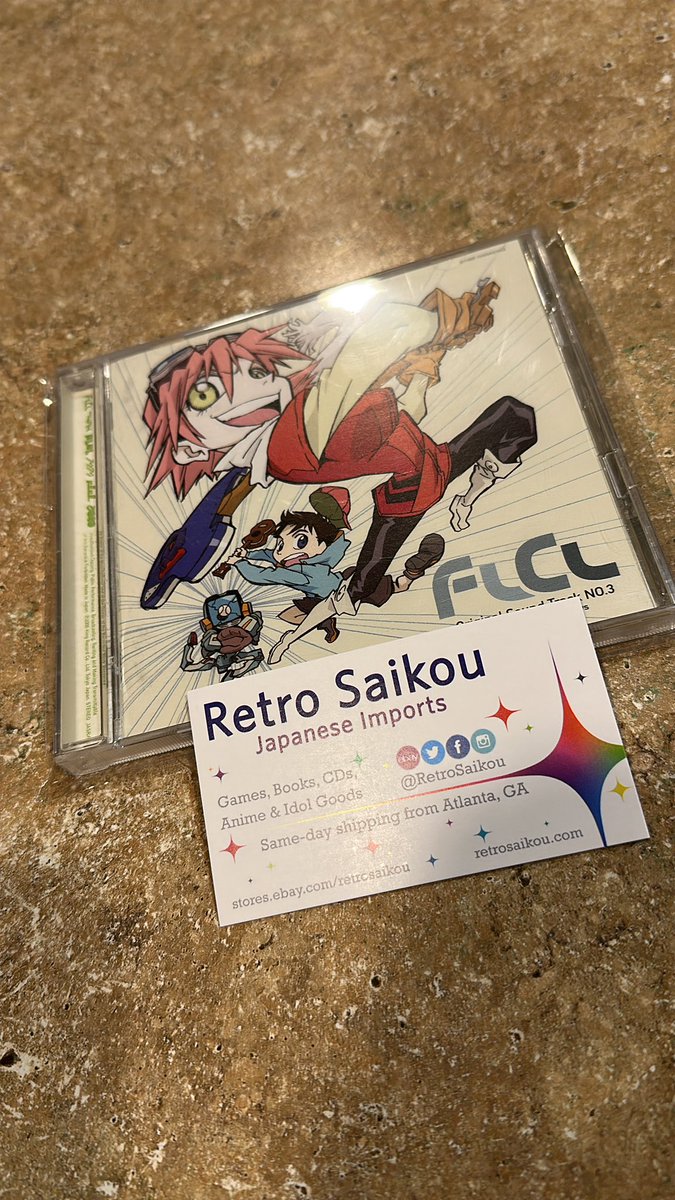 FLCL
Original Sound Track NO.3
Retro Saikou
Japanese Imports
ebay
@RetroSaikou
Games, Books, CDs,
Anime & Idol Goods
Same-day shipping from Atlanta, GA
stores.ebay.com/retrosaikou
retrosaikou.com